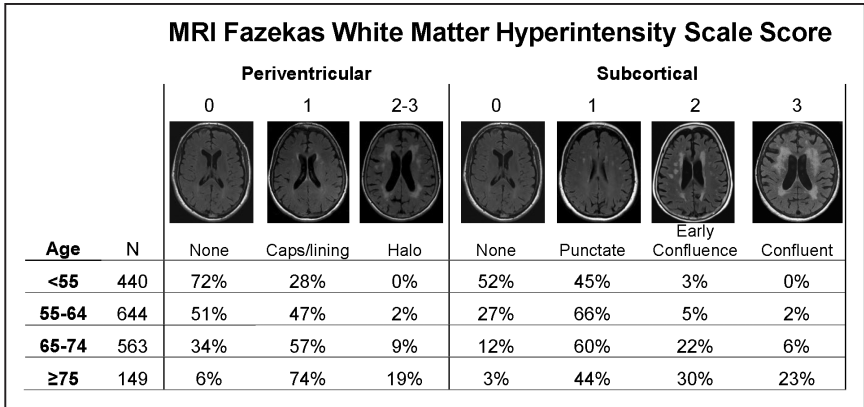 MRI Fazekas White Matter Hyperintensity Scale Score
Periventricular Subcortical
0 1 2-3 0 1 2 3
Age N None Caps/lining Halo None Punctate Early Confluence Confluent
<55 440 72% 28% 0% 52% 45% 3% 0%
55-64 644 51% 47% 2% 27% 66% 5% 2%
65-74 563 34% 57% 9% 12% 60% 22% 6%
≥75 149 6% 74% 19% 3% 44% 30% 23%